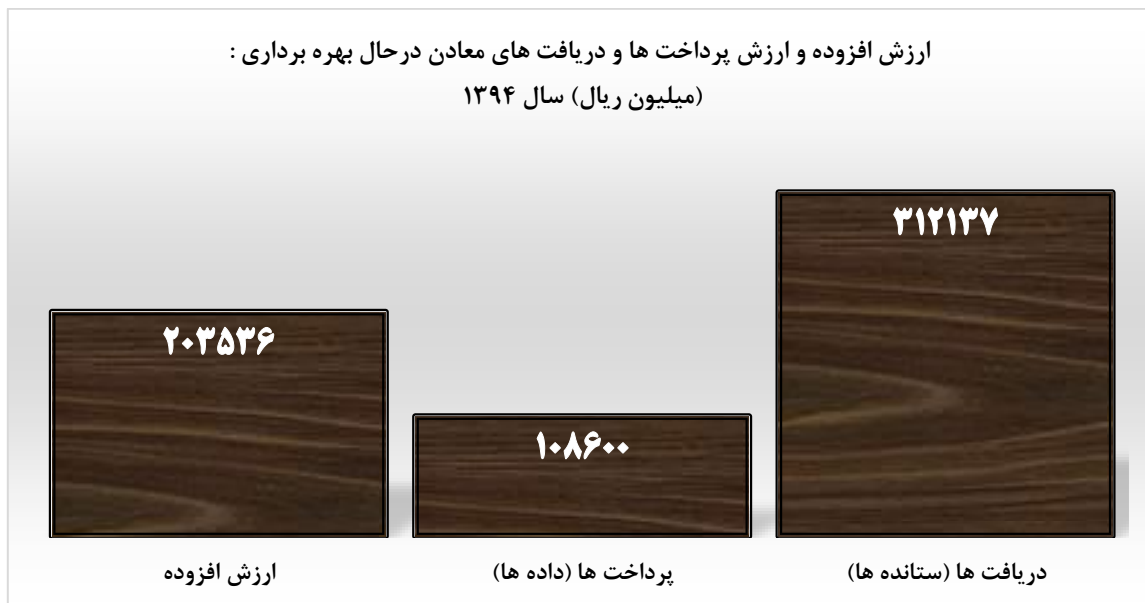 ارزش افزوده و ارزش پرداخت ها و دریافت های معادن درحال بهره برداری :
(میلیون ریال) سال ۱۳۹۴
۳۱۲۱۳۷
۲۰۳۵۳۶
۱۰۸۶۰۰
دریافت ها (ستانده ها)
پرداخت ها (داده ها)
ارزش افزوده